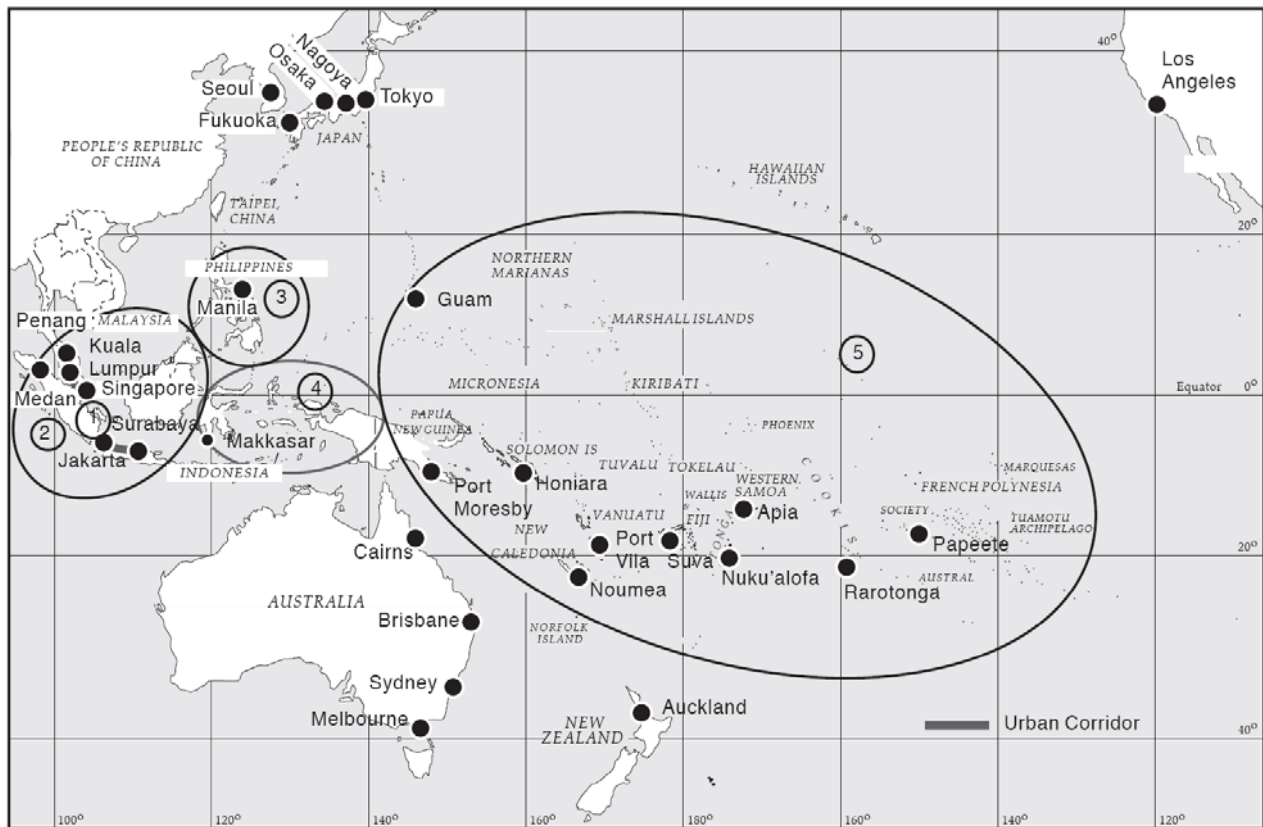 40°
Los
Angeles
Nagoya
Osaka
Seoul
Tokyo
Fukuoka
JAPAN
PEOPLE'S REPUBLIC
OF CHINA
HAWAIIAN
ISLANDS
TAIPEI,
CHINA
20°
PHILIPPINES
Manila
3
NORTHERN
MARIANAS
Guam
MARSHALL ISLANDS
Penang
MALAYSIA
Kuala
Lumpur
Singapore
Medan
5
4
MICRONESIA
KIRIBATI
Equator
0°
1
2
Surabaya
Jakarta
Makkasar
INDONESIA
PAPUA
NEW GUINEA
PHOENIX
SOLOMON IS
TUVALU
TOKELAU
Honiara
Port
Moresby
WALLIS
WESTERN
SAMOA
Apia
COOK IS
MARQUESAS
FRENCH POLYNESIA
SOCIETY
TUAMOTU
ARCHIPELAGO
Papeete
NEW
CALEDONIA
VANUATU
FIJI
TONGA
Port
Vila
Suva
Cairns
20°
Noumea
Nuku'alofa
Rarotonga
AUSTRAL
AUSTRALIA
Brisbane
NORFOLK
ISLAND
Sydney
Melbourne
Auckland
NEW
ZEALAND
Urban Corridor
40°
100°
120°
140°
160°
180°
160°
140°
120°